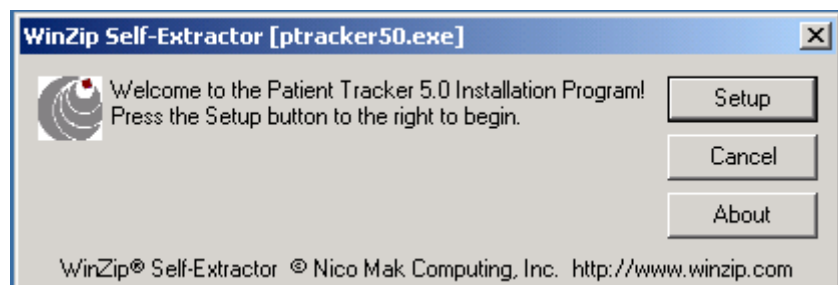 WinZip Self-Extractor [ptracker50.exe]
Welcome to the Patient Tracker 5.0 Installation Program!
Press the Setup button to the right to begin.
Setup
Cancel
About
WinZip® Self-Extractor © Nico Mak Computing, Inc. http://www.winzip.com